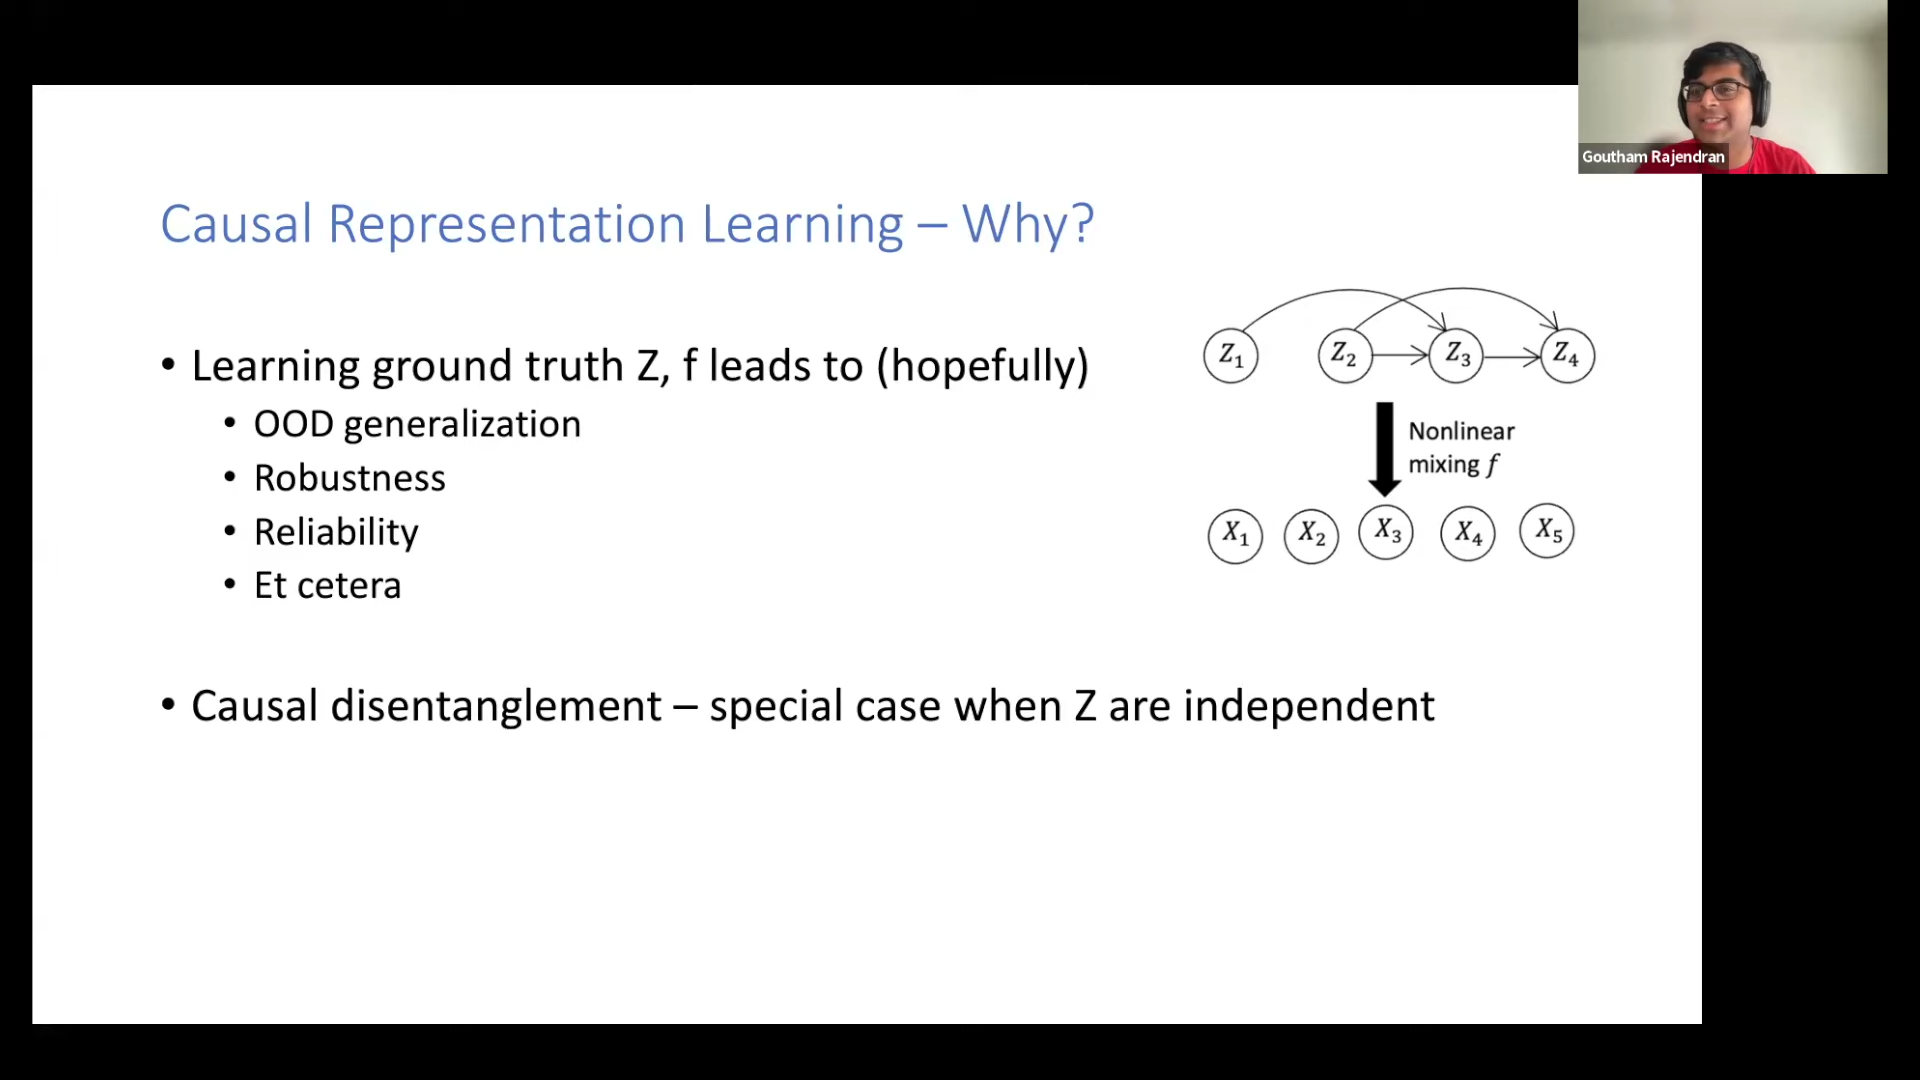 Goutham Rajendran
Causal Representation Learning – Why?
• Learning ground truth Z, f leads to (hopefully)
• OOD generalization
• Robustness
• Reliability
• Et cetera
• Causal disentanglement – special case when Z are independent
Z₁ Z₂ Z₃ Z₄
Nonlinear
mixing f
X₁ X₂ X₃ X₄ X₅